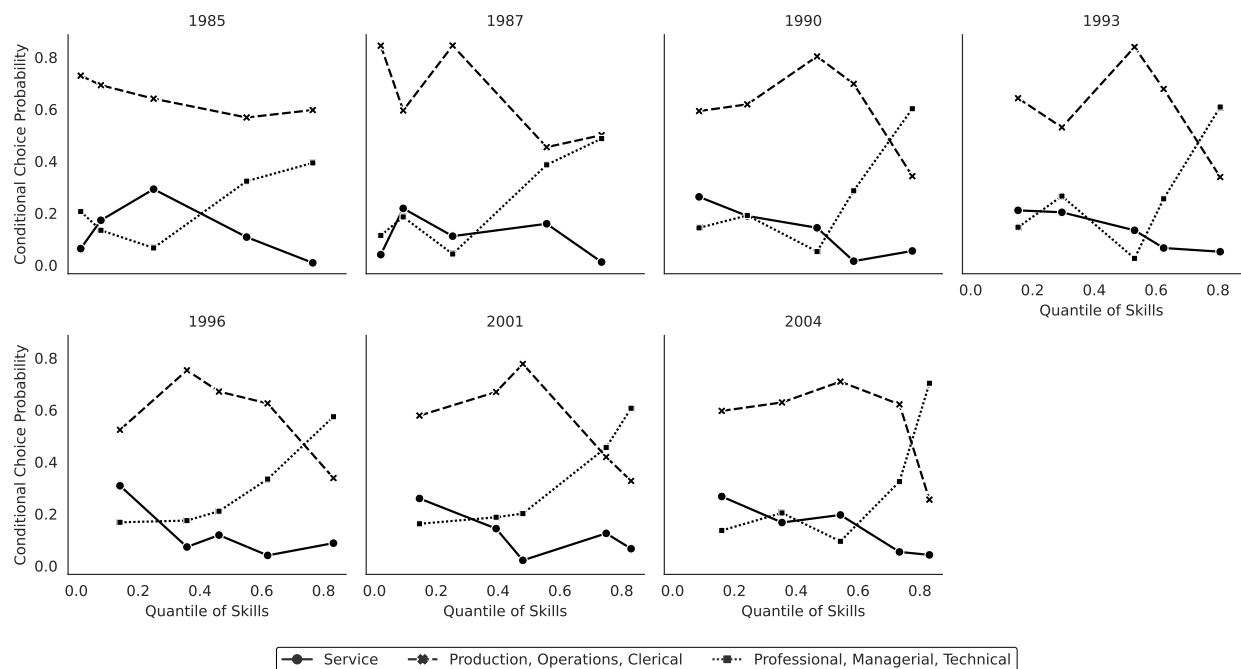 1985 1987 1990 1993
Conditional Choice Probability
0.8
0.6
0.4
0.2
0.0
0.0 0.2 0.4 0.6 0.8
Quantile of Skills
1996 2001 2004
Conditional Choice Probability
0.8
0.6
0.4
0.2
0.0
0.0 0.2 0.4 0.6 0.8 0.0 0.2 0.4 0.6 0.8 0.0 0.2 0.4 0.6 0.8
Quantile of Skills Quantile of Skills Quantile of Skills
Service Production, Operations, Clerical Professional, Managerial, Technical